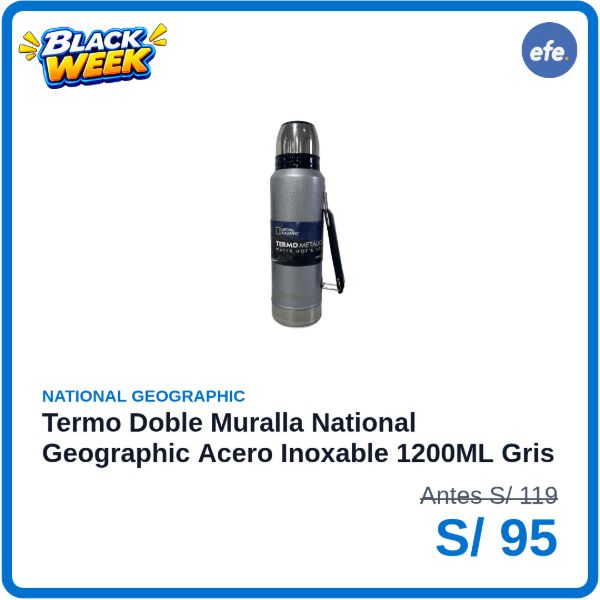 BLACK
WEEK
efe.
NATIONAL
GEOGRAPHIC
TERMO METALIC
NATIONAL GEOGRAPHIC
Termo Doble Muralla National
Geographic Acero Inoxable 1200ML Gris
Antes S/ 119
S/ 95